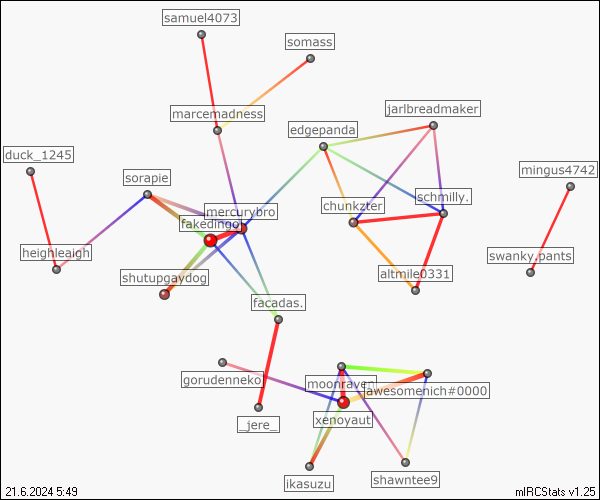 samuel4073
somass
marcemadness
jarlbreadmaker
edgepanda
duck_1245
mingus4742
sorapie
schmilly.
mercurybro
chunkzter
fakedingo
heighleaigh
swanky.pants
shutupgaydog
altmile0331
facadas.
gorudenneko
moonraven
jawesomenich#0000
_jere_
xenoyaut
ikasuzu
shawntee9
21.6.2024 5:49
mIRCStats v1.25